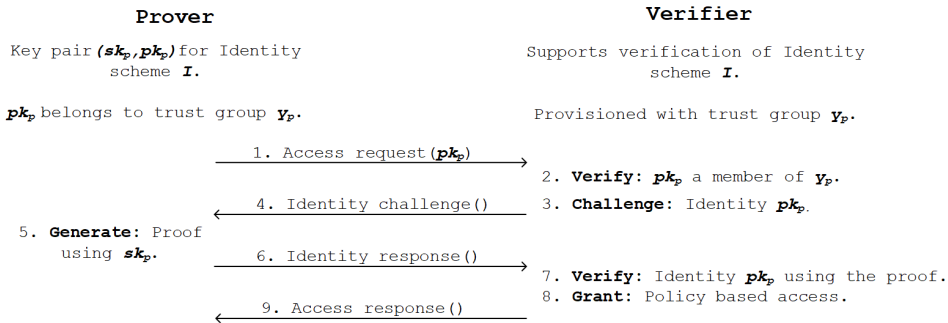 Prover
Verifier
Key pair (skp,pkp) for Identity
scheme I.
Supports verification of Identity
scheme I.
pkp belongs to trust group yp.
Provisioned with trust group yp.
1. Access request(pkp)
2. Verify: pkp a member of yp.
4. Identity challenge()
3. Challenge: Identity pkp.
5. Generate: Proof
using skp.
6. Identity response()
7. Verify: Identity pkp using the proof.
8. Grant: Policy based access.
9. Access response()